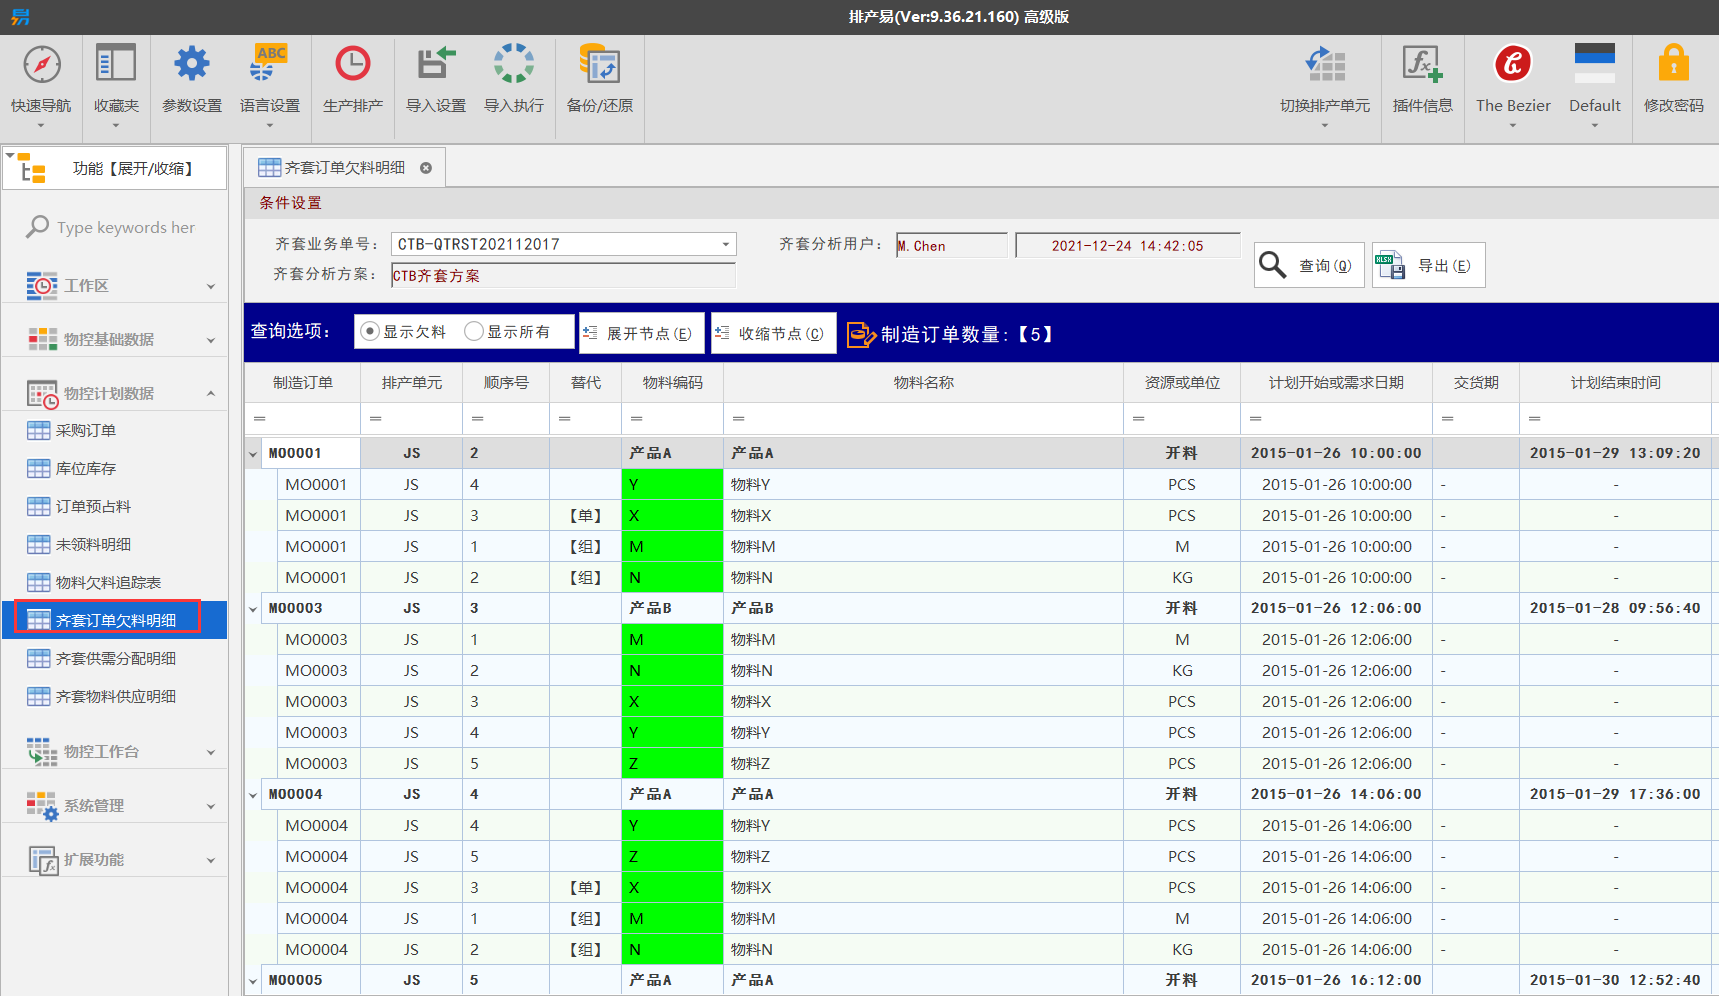 排产易(Ver:9.36.21.160) 高级版
快速导航 收藏夹 参数设置 语言设置 生产排产 导入设置 导入执行 备份/还原 切换排产单元 插件信息 The Bezier Default 修改密码
功能【展开/收缩】
Type keywords her
工作区
物控基础数据
物控计划数据
采购订单
库位库存
订单预占料
未领料明细
物料欠料追踪表
齐套订单欠料明细
齐套供需分配明细
齐套物料供应明细
物控工作台
系统管理
扩展功能
齐套订单欠料明细
条件设置
齐套业务单号: CTB-QTRST202112017 齐套分析用户: M.Chen 2021-12-24 14:42:05
齐套分析方案: CTB齐套方案
查询(Q) 导出(E)
查询选项: 显示欠料 显示所有 展开节点(E) 收缩节点(C) 制造订单数量:【5】
制造订单 排产单元 顺序号 替代 物料编码 物料名称 资源或单位 计划开始或需求日期 交货期 计划结束时间
= = = = = = = = = =
MO0001 JS 2 产品A 产品A 开料 2015-01-26 10:00:00 2015-01-29 13:09:20
MO0001 JS 4 Y 物料Y PCS 2015-01-26 10:00:00 - -
MO0001 JS 3 【单】 X 物料X PCS 2015-01-26 10:00:00 - -
MO0001 JS 1 【组】 M 物料M M 2015-01-26 10:00:00 - -
MO0001 JS 2 【组】 N 物料N KG 2015-01-26 10:00:00 - -
MO0003 JS 3 产品B 产品B 开料 2015-01-26 12:06:00 2015-01-28 09:56:40
MO0003 JS 1 M 物料M M 2015-01-26 12:06:00 - -
MO0003 JS 2 N 物料N KG 2015-01-26 12:06:00 - -
MO0003 JS 3 X 物料X PCS 2015-01-26 12:06:00 - -
MO0003 JS 4 Y 物料Y PCS 2015-01-26 12:06:00 - -
MO0003 JS 5 Z 物料Z PCS 2015-01-26 12:06:00 - -
MO0004 JS 4 产品A 产品A 开料 2015-01-26 14:06:00 2015-01-29 17:36:00
MO0004 JS 4 Y 物料Y PCS 2015-01-26 14:06:00 - -
MO0004 JS 5 Z 物料Z PCS 2015-01-26 14:06:00 - -
MO0004 JS 3 【单】 X 物料X PCS 2015-01-26 14:06:00 - -
MO0004 JS 1 【组】 M 物料M M 2015-01-26 14:06:00 - -
MO0004 JS 2 【组】 N 物料N KG 2015-01-26 14:06:00 - -
MO0005 JS 5 产品A 产品A 开料 2015-01-26 16:12:00 2015-01-30 12:52:40